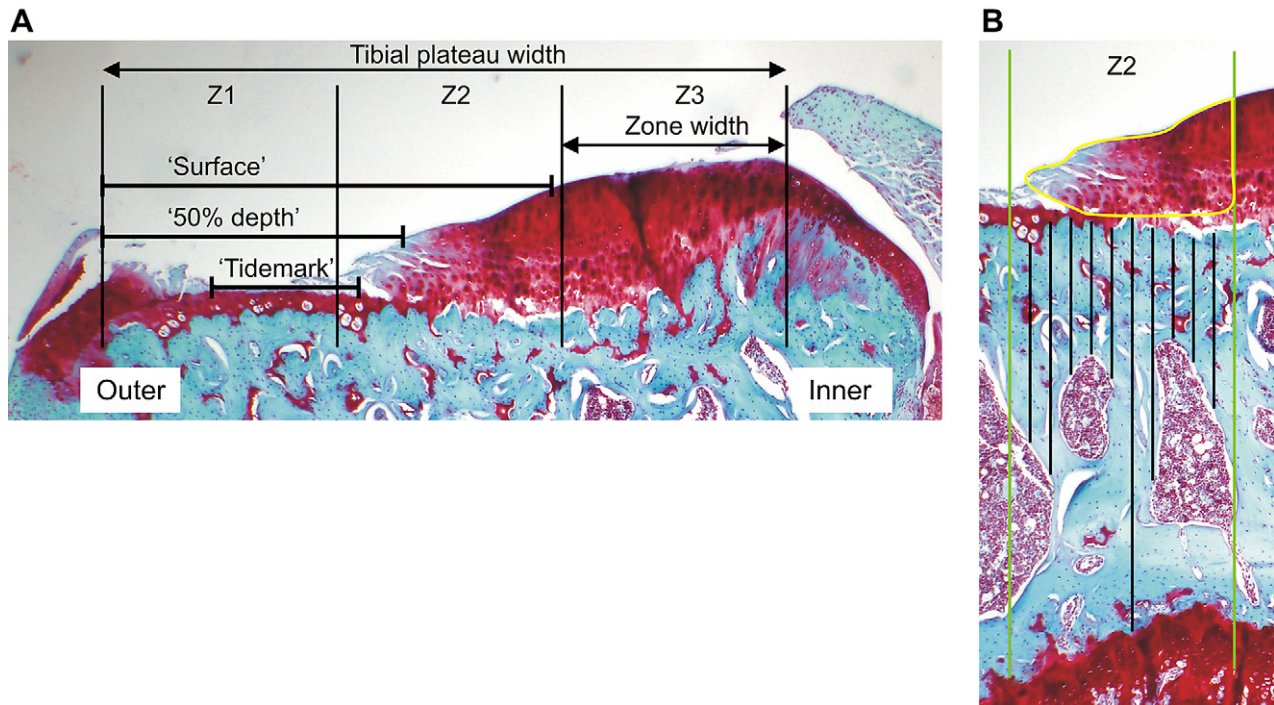 A
Tibial plateau width
Z1 Z2 Z3
Zone width
‘Surface’
‘50% depth’
‘Tidemark’
Outer
Inner
B
Z2